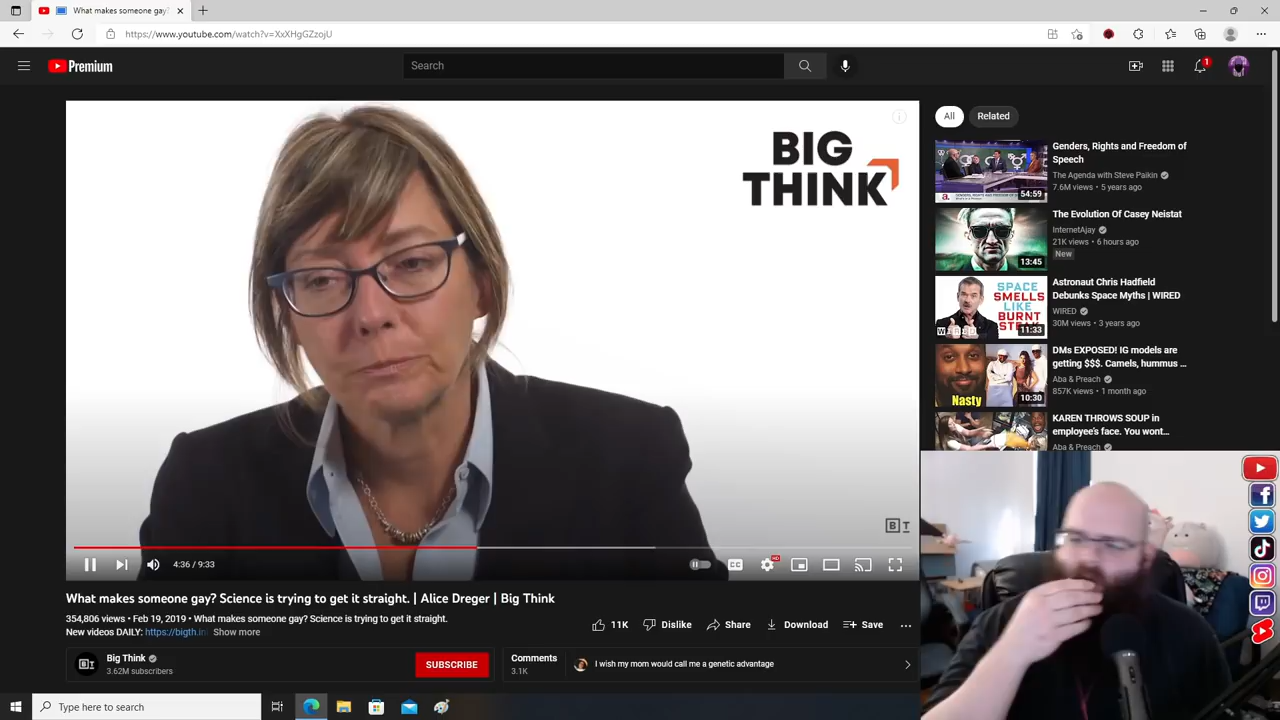 What makes someone gay?
https://www.youtube.com/watch?v=XxXHgGZzojU
Premium
Search
1
BIG
THINK
BT
4:36 / 9:33
CC
HD
What makes someone gay? Science is trying to get it straight. | Alice Dreger | Big Think
354,806 views • Feb 19, 2019 • What makes someone gay? Science is trying to get it straight.
New videos DAILY: https://bigth.in
Show more
11K
Dislike
Share
Download
Save
BT
Big Think
3.62M subscribers
SUBSCRIBE
Comments
3.1K
I wish my mom would call me a genetic advantage
All
Related
54:59
Genders, Rights and Freedom of
Speech
The Agenda with Steve Paikin
7.6M views • 5 years ago
13:45
The Evolution Of Casey Neistat
InternetAjay
21K views • 6 hours ago
New
SPACE
SMELLS
LIKE
BURNT
WIRED
11:33
Astronaut Chris Hadfield
Debunks Space Myths | WIRED
WIRED
30M views • 3 years ago
Nasty
10:30
DMs EXPOSED! IG models are
getting $$$. Camels, hummus ...
Aba & Preach
857K views • 1 month ago
KAREN THROWS SOUP in
employee's face. You wont...
Aba & Preach
Type here to search